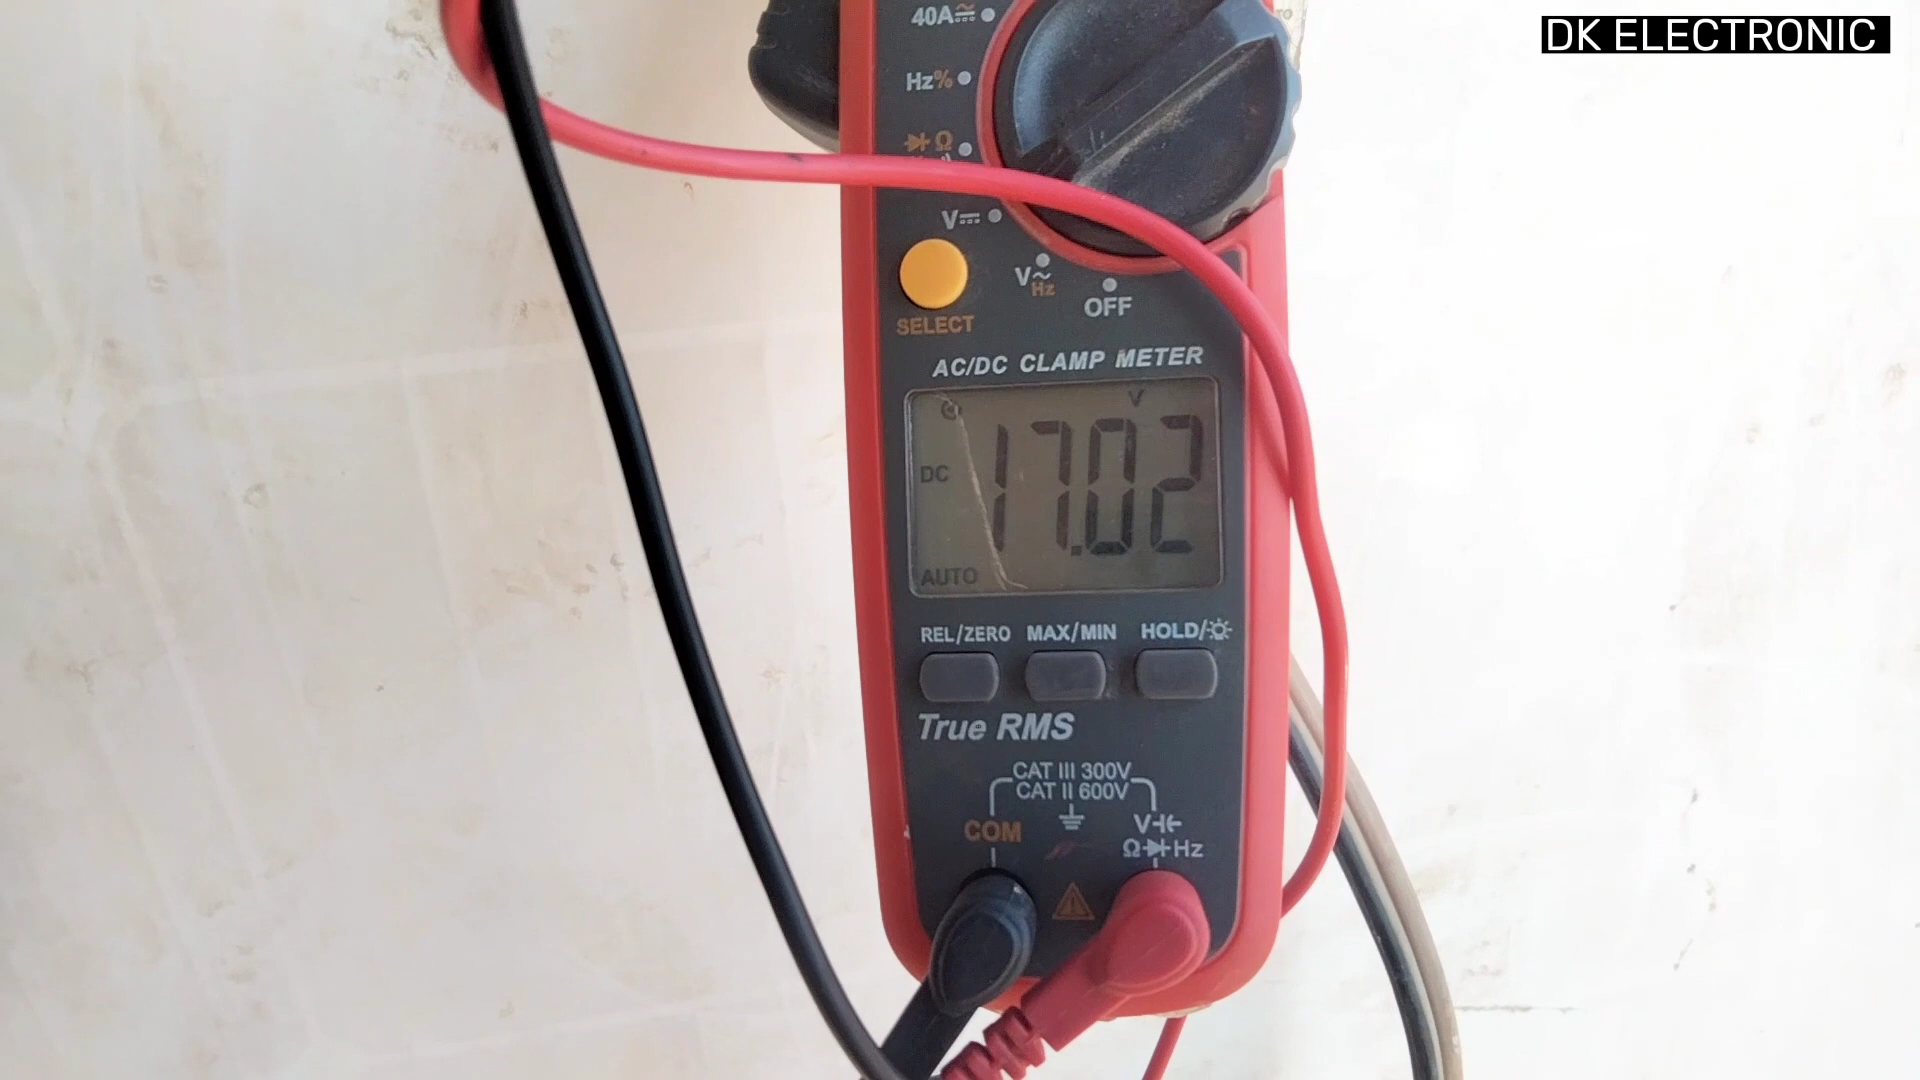 DK ELECTRONIC
40A
Hz%
Ω
V
V~
Hz
OFF
SELECT
AC/DC CLAMP METER
V
DC
17.02
AUTO
REL/ZERO MAX/MIN HOLD/
True RMS
CAT III 300V
CAT II 600V
COM
V
Ω Hz